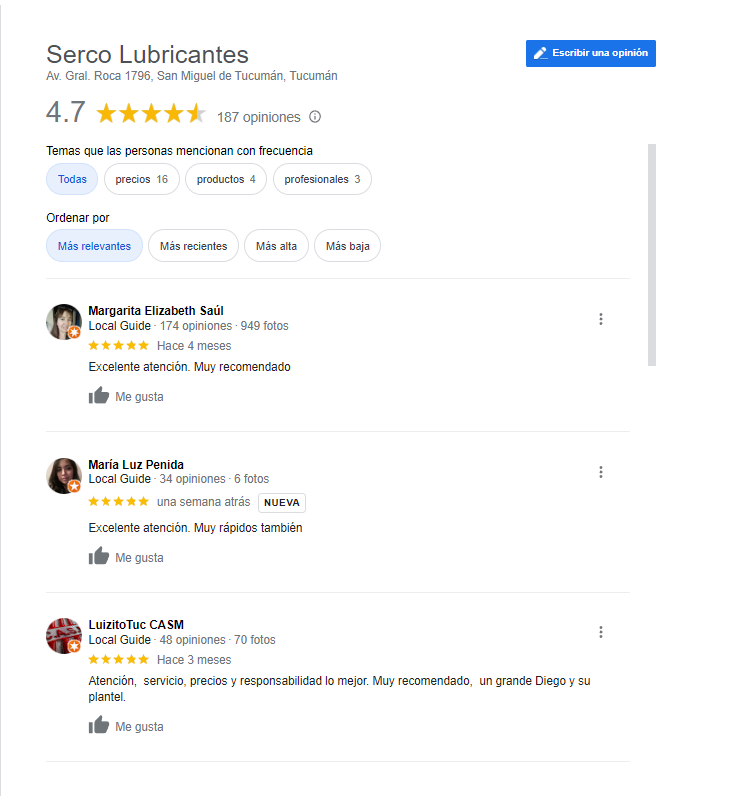 Serco Lubricantes
Escribir una opinión
Av. Gral. Roca 1796, San Miguel de Tucumán, Tucumán
4.7 187 opiniones
Temas que las personas mencionan con frecuencia
Todas precios 16 productos 4 profesionales 3
Ordenar por
Más relevantes Más recientes Más alta Más baja
Margarita Elizabeth Saúl
Local Guide · 174 opiniones · 949 fotos
Hace 4 meses
Excelente atención. Muy recomendado
Me gusta
María Luz Penida
Local Guide · 34 opiniones · 6 fotos
una semana atrás NUEVA
Excelente atención. Muy rápidos también
Me gusta
LuizitoTuc CASM
Local Guide · 48 opiniones · 70 fotos
Hace 3 meses
Atención,  servicio, precios y responsabilidad lo mejor. Muy recomendado,  un grande Diego y su
plantel.
Me gusta